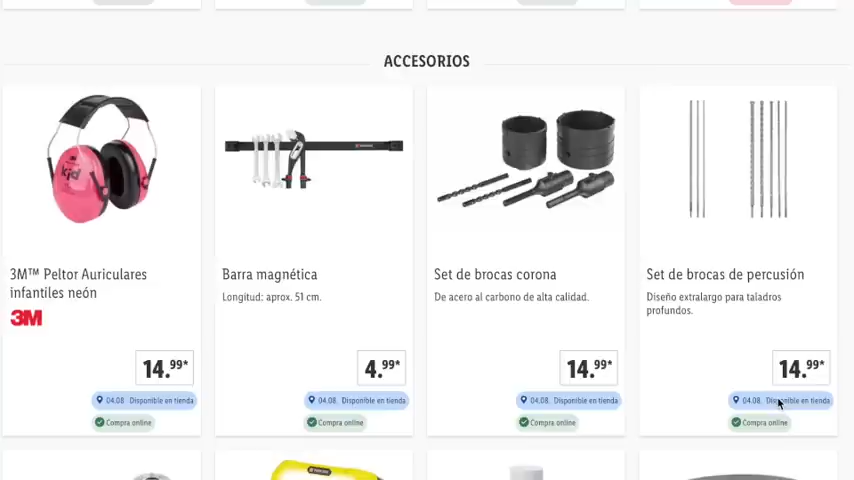 ACCESORIOS
kid
3M™ Peltor Auriculares
infantiles neón
3M
14.99*
04.08. Disponible en tienda
Compra online
Barra magnética
Longitud: aprox. 51 cm.
4.99*
04.08. Disponible en tienda
Compra online
Set de brocas corona
De acero al carbono de alta calidad.
14.99*
04.08. Disponible en tienda
Compra online
Set de brocas de percusión
Diseño extralargo para taladros
profundos.
14.99*
04.08. Disponible en tienda
Compra online